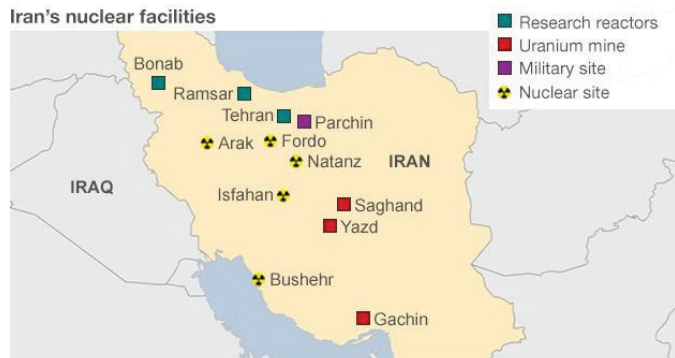 Iran's nuclear facilities
Research reactors
Uranium mine
Military site
Nuclear site
Bonab
Ramsar
Tehran
Parchin
Arak
Fordo
Natanz
IRAN
IRAQ
Isfahan
Saghand
Yazd
Bushehr
Gachin